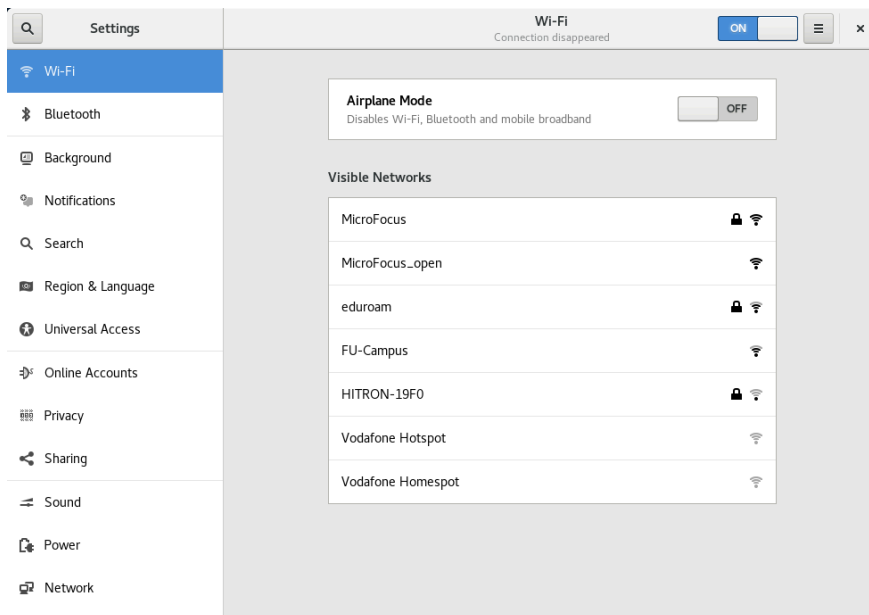 Settings
Wi-Fi
Connection disappeared
ON
Wi-Fi
Bluetooth
Background
Notifications
Search
Region & Language
Universal Access
Online Accounts
Privacy
Sharing
Sound
Power
Network
Airplane Mode
Disables Wi-Fi, Bluetooth and mobile broadband
OFF
Visible Networks
MicroFocus
MicroFocus_open
eduroam
FU-Campus
HITRON-19F0
Vodafone Hotspot
Vodafone Homespot